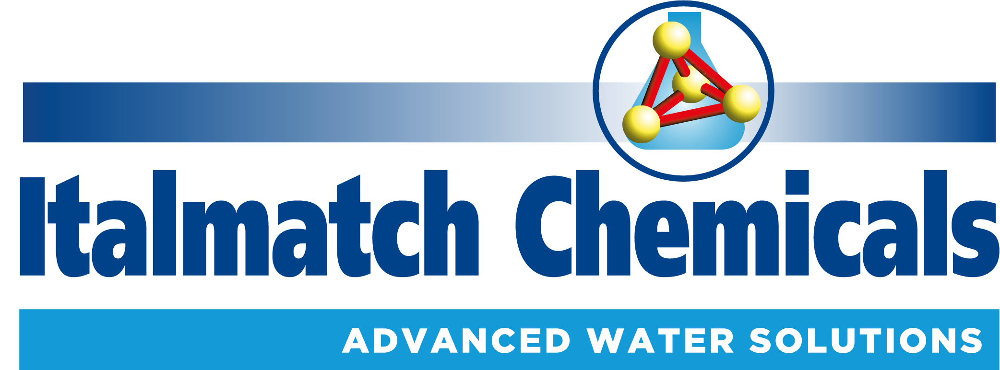 Italmatch Chemicals
ADVANCED WATER SOLUTIONS